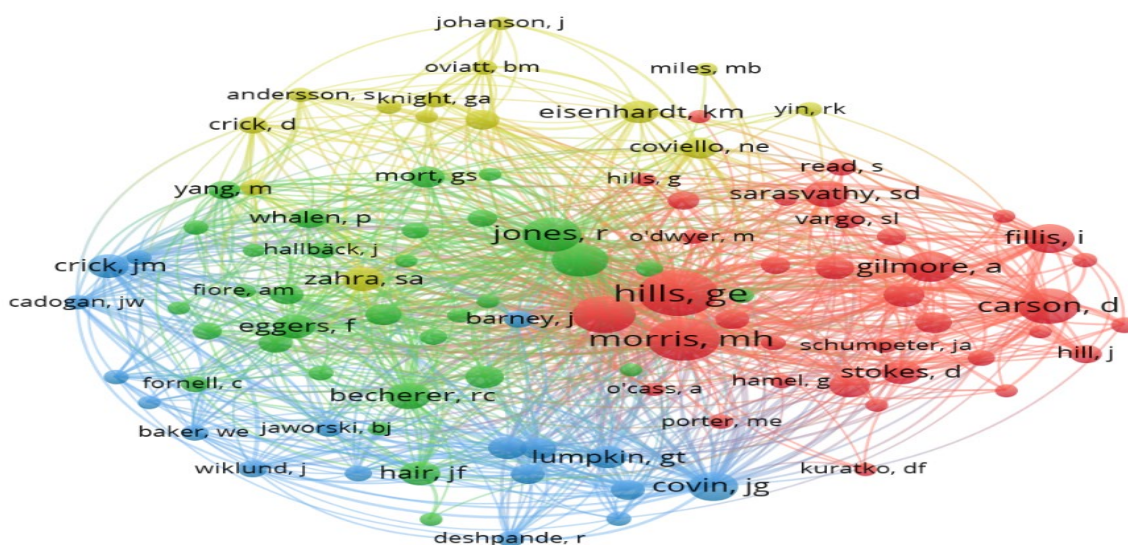 johanson, j
oviatt, bm
miles, mb
andersson, s
knight, ga
eisenhardt, km
yin, rk
crick, d
coviello, ne
yang, m
mort, gs
hills, g
read, s
sarasvathy, sd
whalen, p
vargo, sl
jones, r
o'dwyer, m
fillis, i
hallbäck, j
crick, jm
zahra, sa
gilmore, a
fiore, am
hills, ge
cadogan, jw
carson, d
eggers, f
barney, j
morris, mh
schumpeter, ja
hill, j
fornell, c
becherer, rc
o'cass, a
hamel, g
stokes, d
baker, we
jaworski, bj
porter, me
wiklund, j
hair, jf
lumpkin, gt
kuratko, df
covin, jg
deshpande, r